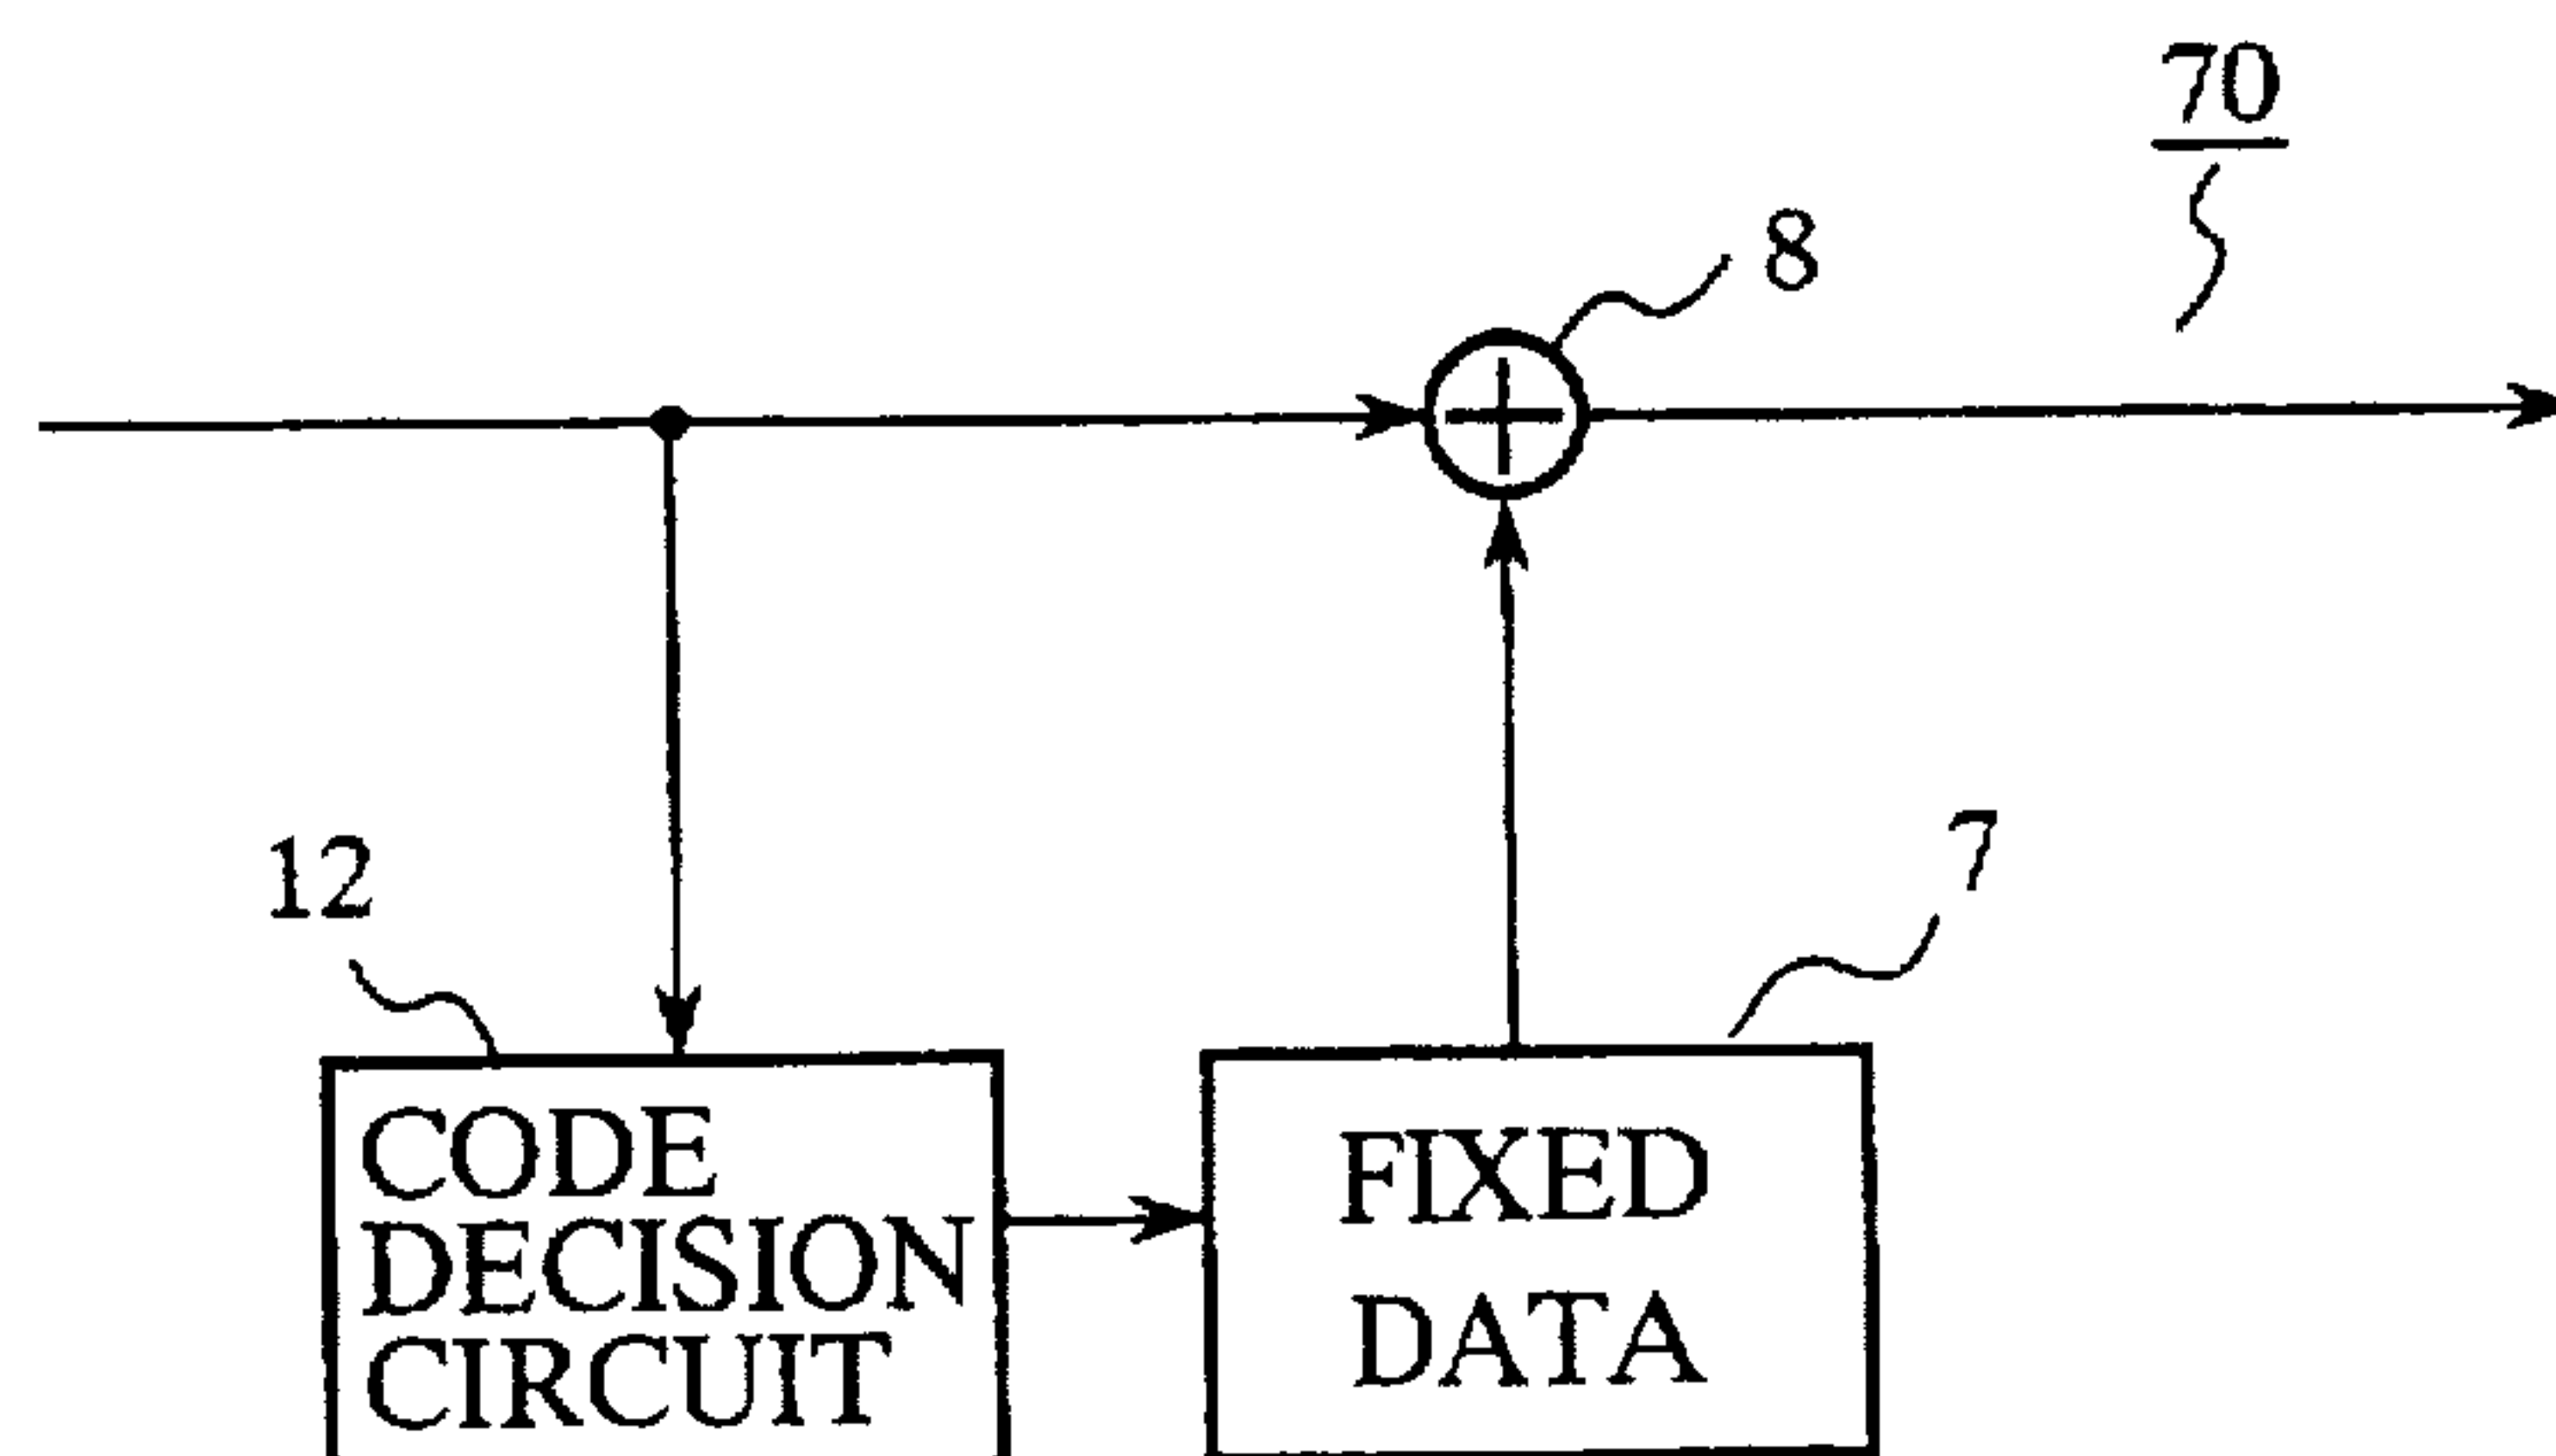 70
8
12
7
CODE
DECISION
CIRCUIT
FIXED
DATA